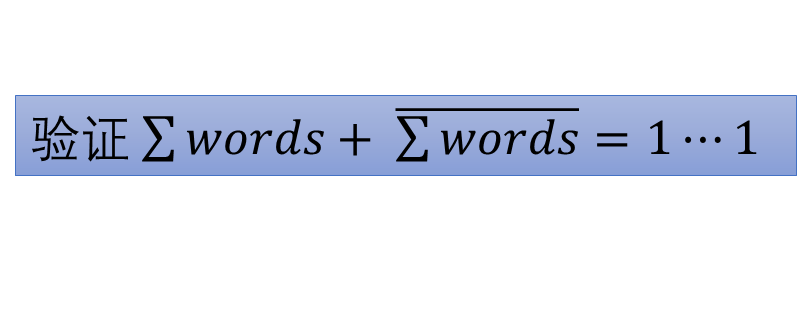 验证 ∑ words + \overline{∑ words} = 1 ⋯ 1